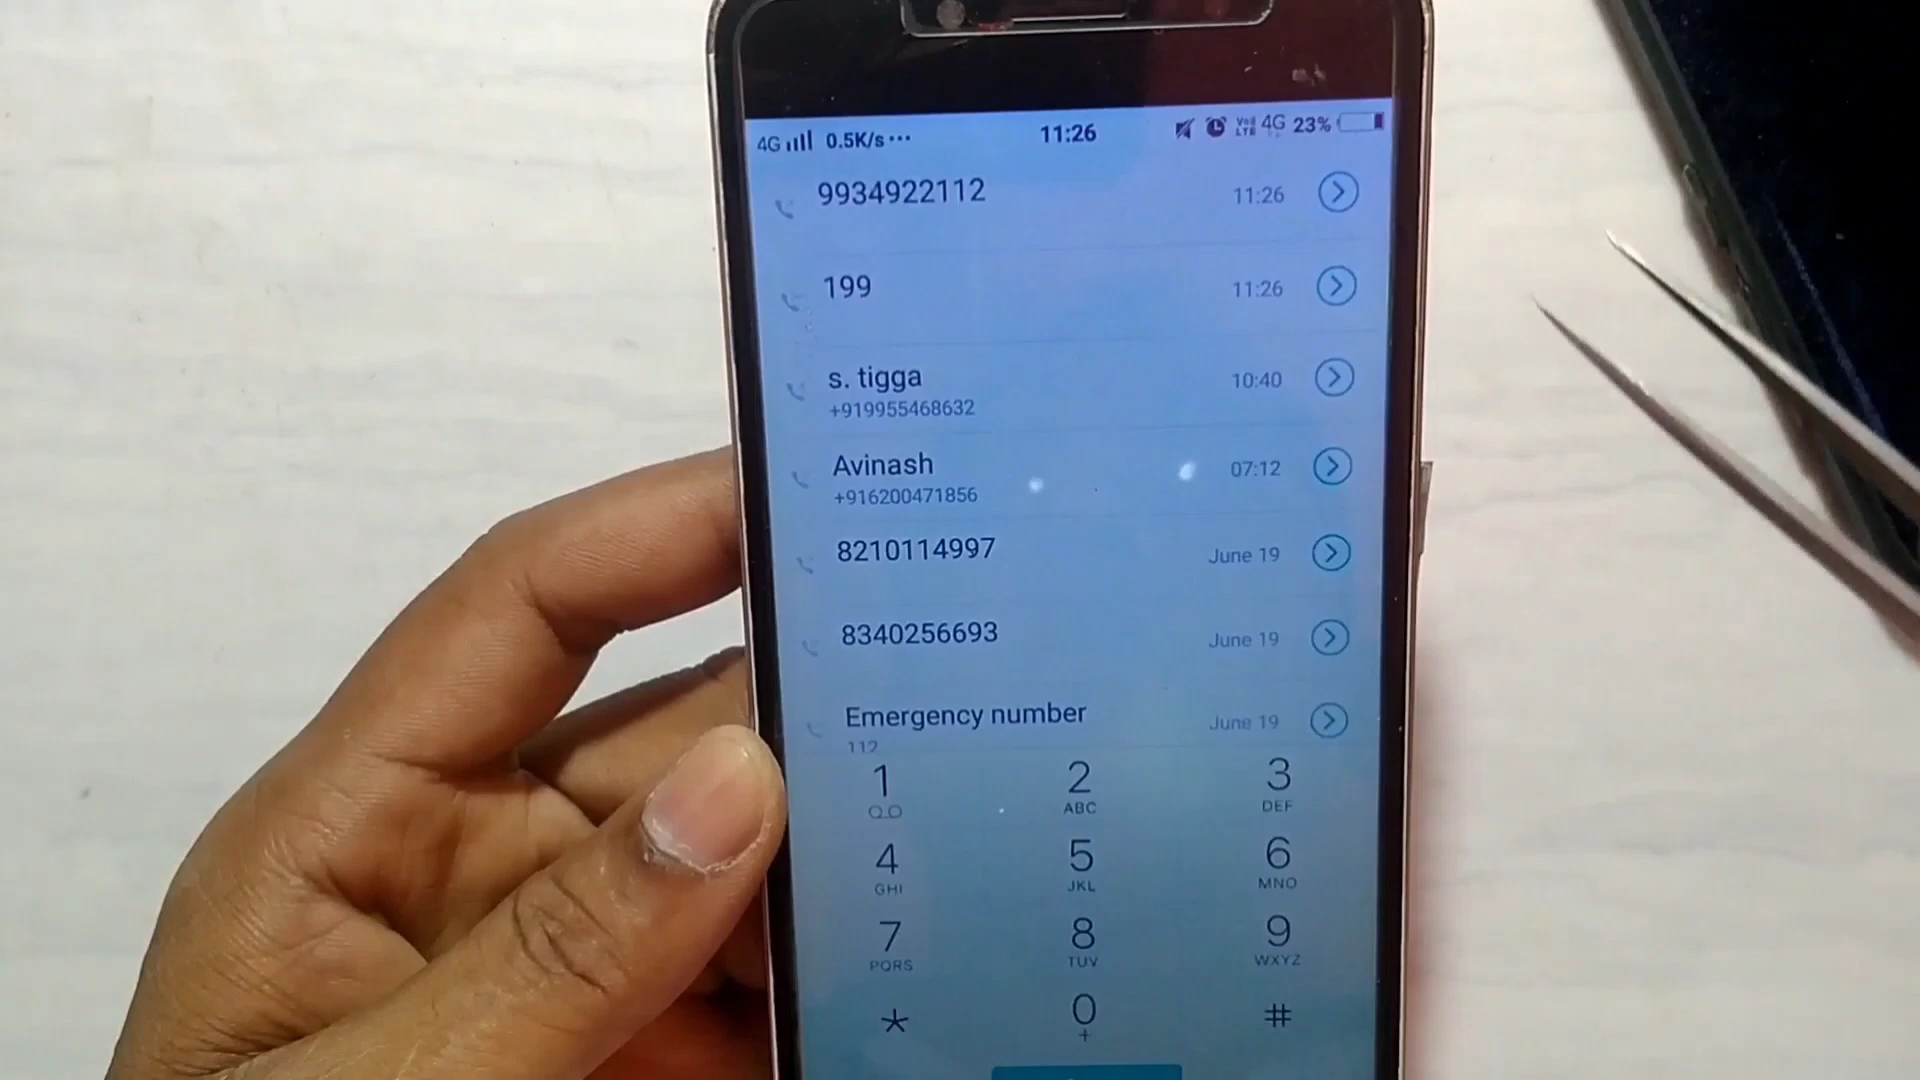 4G 0.5K/s ... 11:26 VoD LTE 4G 23%
9934922112 11:26
199 11:26
s. tigga 10:40
+919955468632
Avinash 07:12
+916200471856
8210114997 June 19
8340256693 June 19
Emergency number June 19
112
1 2 3
ABC DEF
4 5 6
GHI JKL MNO
7 8 9
PQRS TUV WXYZ
* 0 #
+